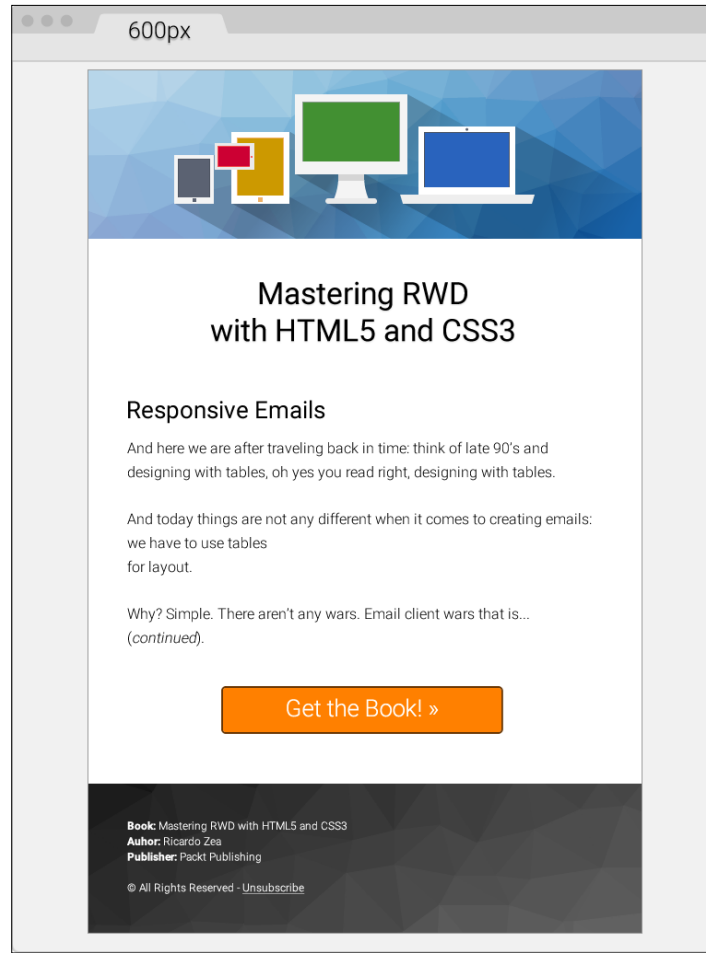 600px
Mastering RWD
with HTML5 and CSS3
Responsive Emails
And here we are after traveling back in time: think of late 90's and
designing with tables, oh yes you read right, designing with tables.
And today things are not any different when it comes to creating emails:
we have to use tables
for layout.
Why? Simple. There aren't any wars. Email client wars that is...
(continued).
Get the Book! »
Book: Mastering RWD with HTML5 and CSS3
Auhor: Ricardo Zea
Publisher: Packt Publishing
© All Rights Reserved - Unsubscribe